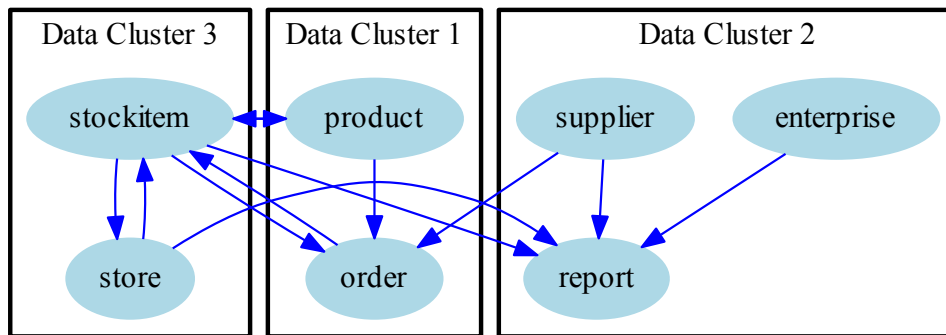 Data Cluster 3
Data Cluster 1
Data Cluster 2
stockitem
product
supplier
enterprise
store
order
report